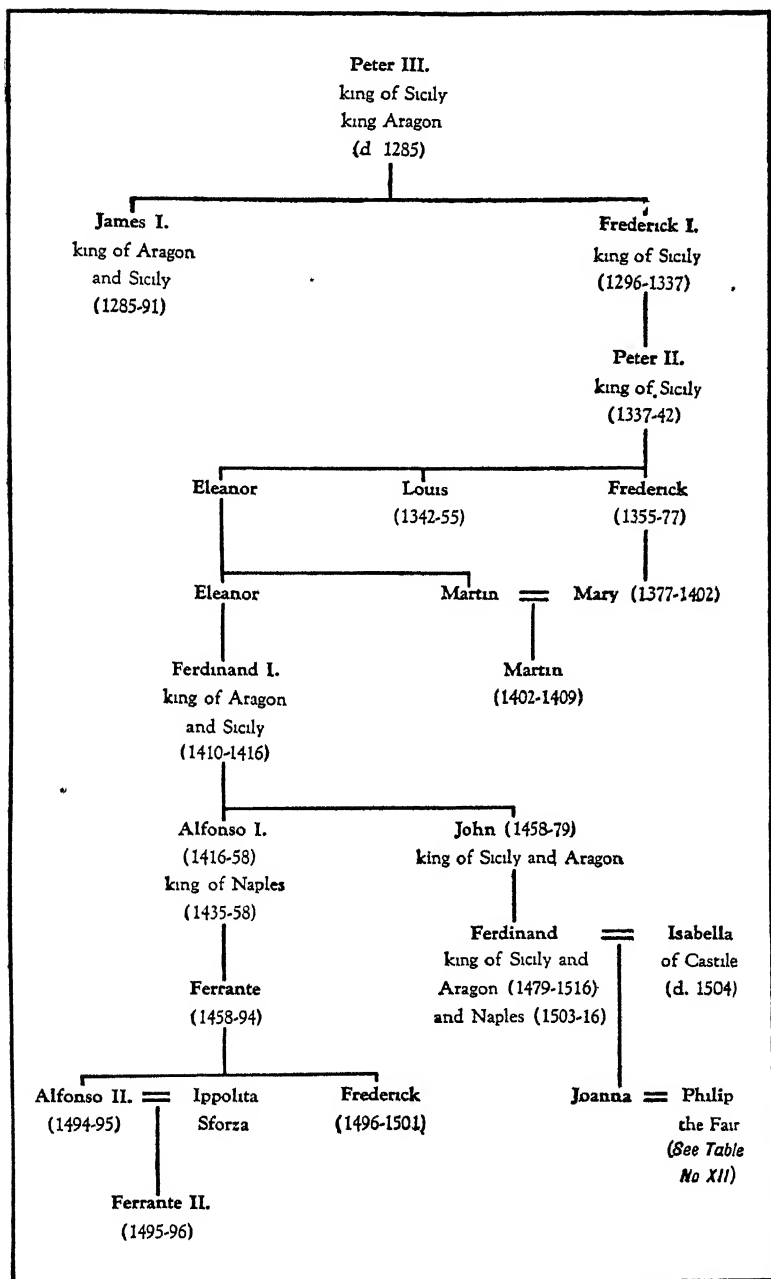 Peter III.
king of Sicily
king Aragon
(d 1285)
James I.
king of Aragon
and Sicily
(1285-91)
Frederick I.
king of Sicily
(1296-1337)
Peter II.
king of Sicily
(1337-42)
Eleanor
Louis
(1342-55)
Frederick
(1355-77)
Eleanor
Martin = Mary (1377-1402)
Ferdinand I.
king of Aragon
and Sicily
(1410-1416)
Martin
(1402-1409)
Alfonso I.
(1416-58)
king of Naples
(1435-58)
John (1458-79)
king of Sicily and Aragon
Ferdinand = Isabella
king of Sicily and
Aragon (1479-1516)
and Naples (1503-16)
of Castile
(d. 1504)
Ferrante
(1458-94)
Alfonso II. = Ippolita
(1494-95)
Sforza
Frederick
(1496-1501)
Joanna = Philip
the Fair
(See Table
No XII)
Ferrante II.
(1495-96)